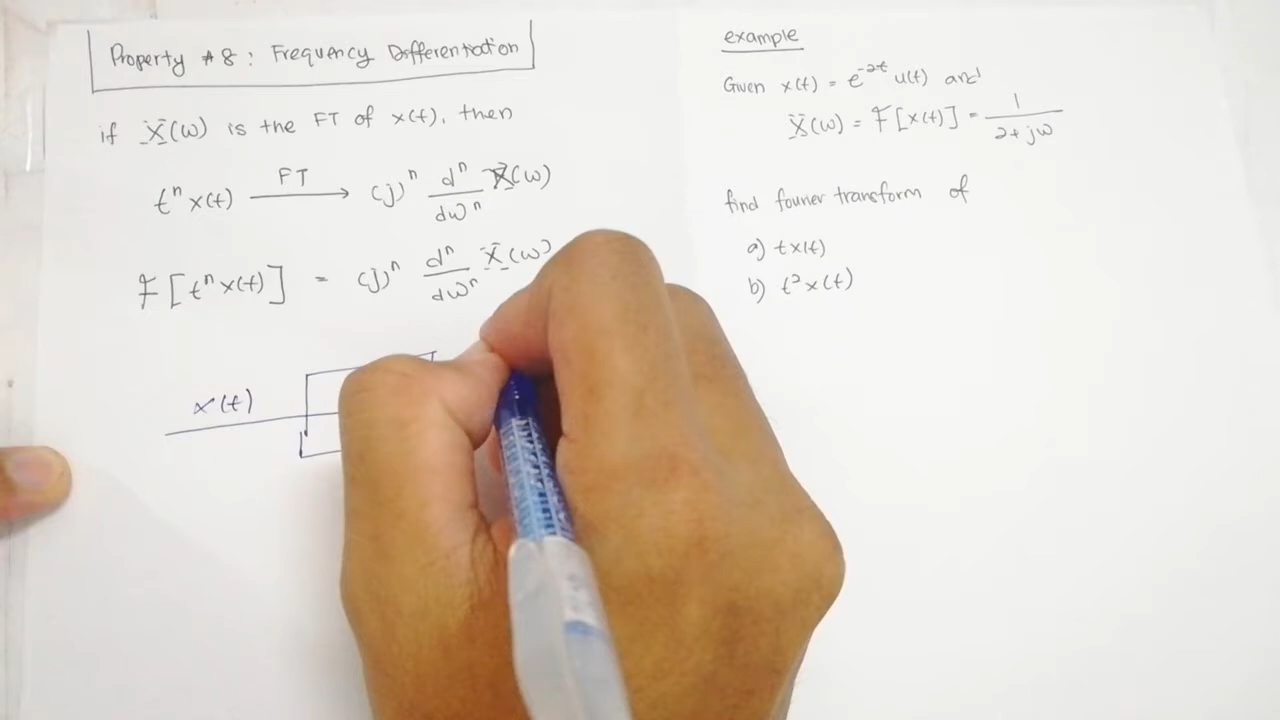 Property #8: Frequency Differentiation
if X(ω) is the FT of x(t), then
tⁿ x(t) FT → (j)ⁿ dⁿ/dωⁿ X(ω)
F[tⁿ x(t)] = (j)ⁿ dⁿ/dωⁿ X(ω)
x(t)
example
Given x(t) = e^-2t u(t) and
X(ω) = F[x(t)] = 1/2+jω
find fourier transform of
a) t x(t)
b) t² x(t)